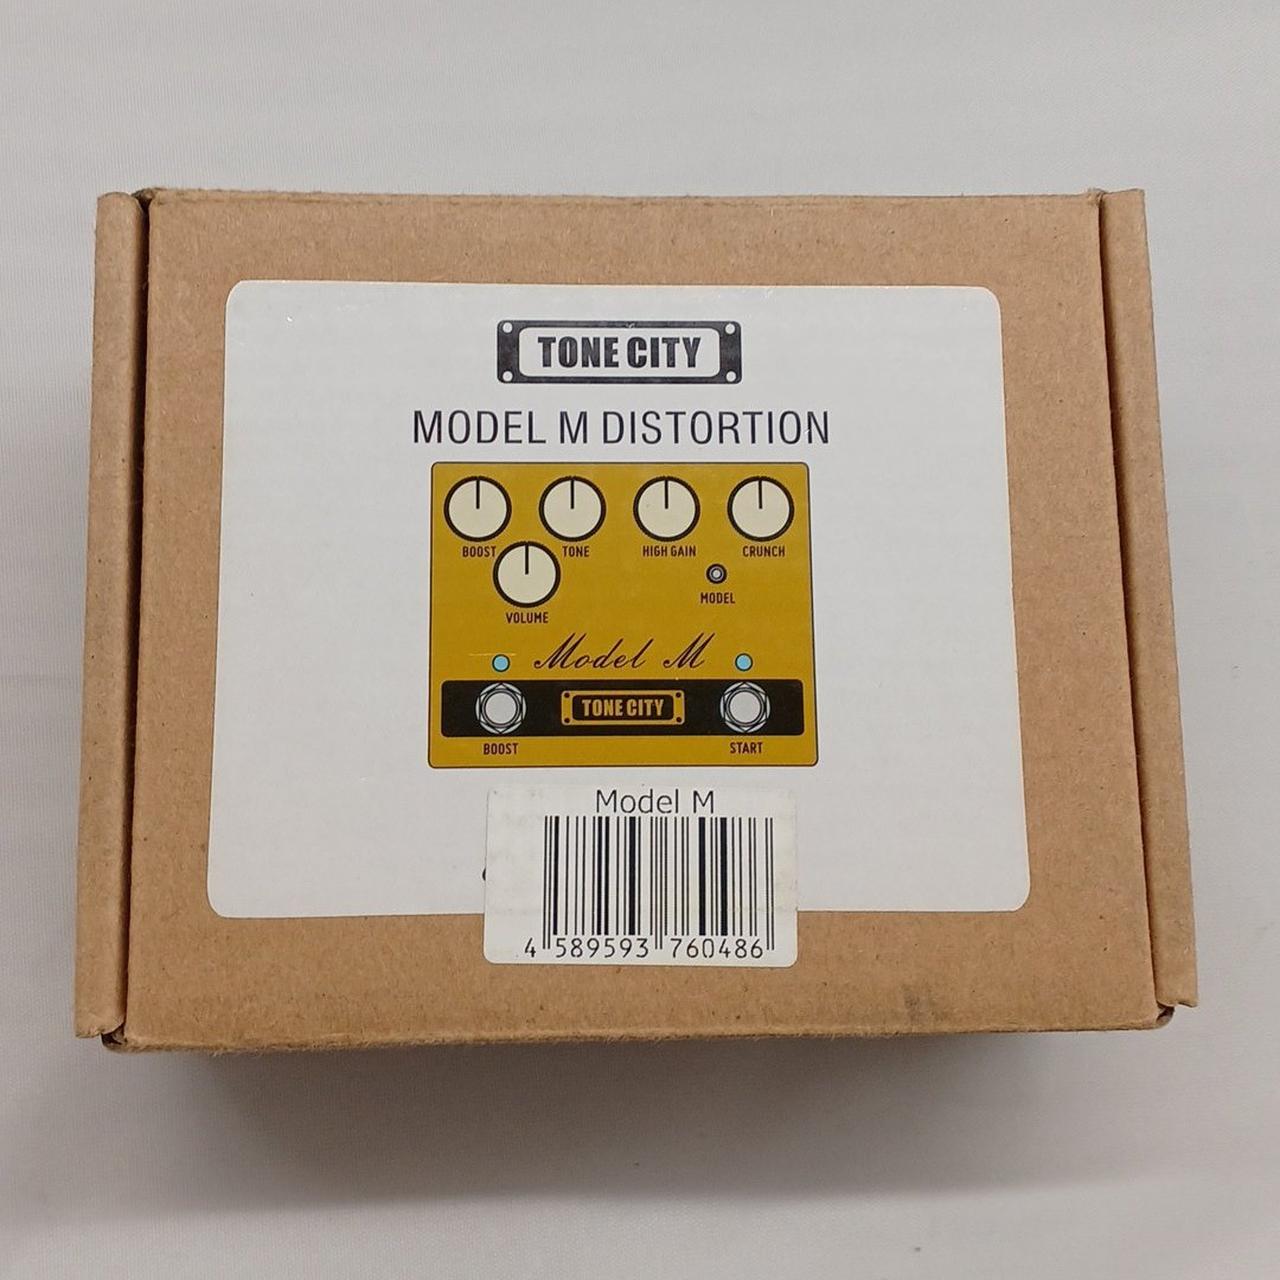 TONE CITY
MODEL M DISTORTION
BOOST TONE HIGH GAIN CRUNCH
VOLUME MODEL
Model M
TONE CITY
BOOST START
Model M
4 589593 760486